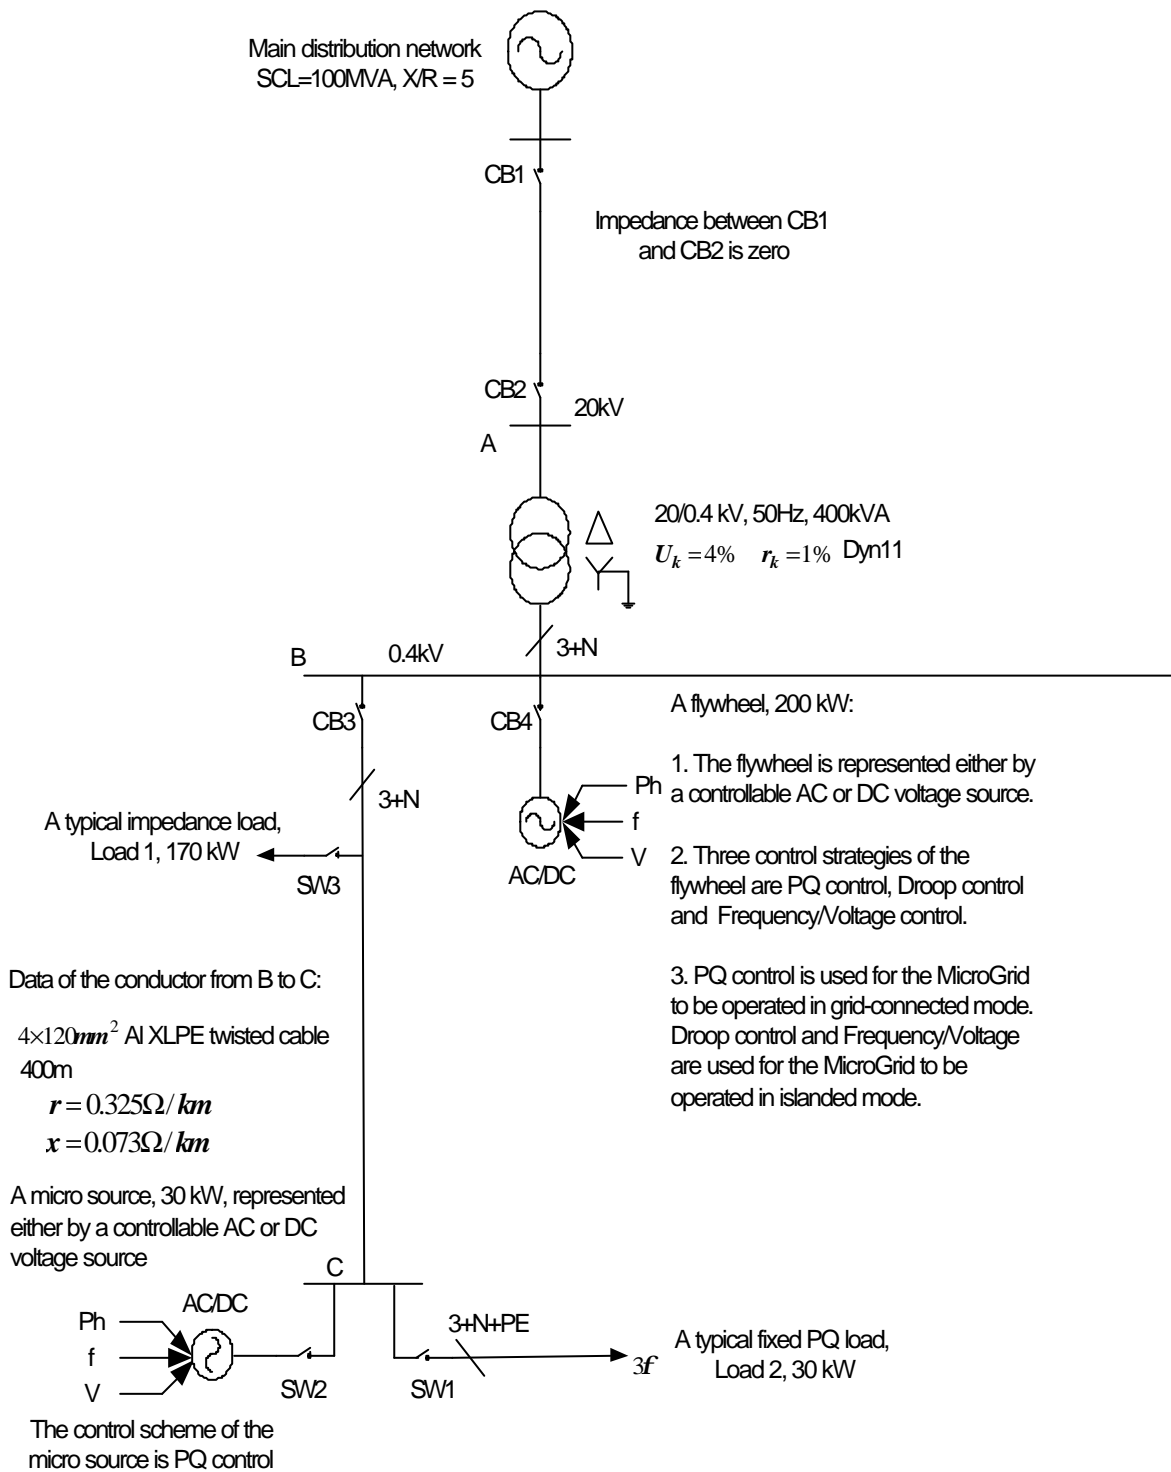 Main distribution network
SCL=100MVA, X/R = 5
CB1
Impedance between CB1
and CB2 is zero
CB2
20kV
A
20/0.4 kV, 50Hz, 400kVA
U_k = 4% r_k = 1% Dyn11
3+N
B
0.4kV
CB3
CB4
A flywheel, 200 kW:
1. The flywheel is represented either by
a controllable AC or DC voltage source.
2. Three control strategies of the
flywheel are PQ control, Droop control
and Frequency/Voltage control.
3. PQ control is used for the MicroGrid
to be operated in grid-connected mode.
Droop control and Frequency/Voltage
are used for the MicroGrid to be
operated in islanded mode.
Ph
f
V
AC/DC
3+N
A typical impedance load,
Load 1, 170 kW
SW3
Data of the conductor from B to C:
4×120mm² Al XLPE twisted cable
400m
r = 0.325Ω/km
x = 0.073Ω/km
A micro source, 30 kW, represented
either by a controllable AC or DC
voltage source
C
AC/DC
Ph
f
V
SW2
SW1
3+N+PE
3f
A typical fixed PQ load,
Load 2, 30 kW
The control scheme of the
micro source is PQ control